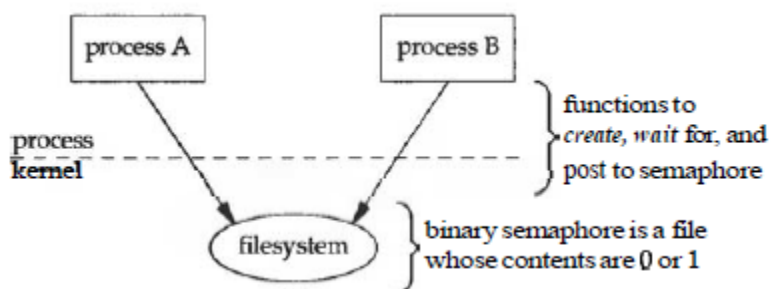 process A
process B
functions to
create, wait for, and
post to semaphore
process
kernel
filesystem
binary semaphore is a file
whose contents are 0 or 1